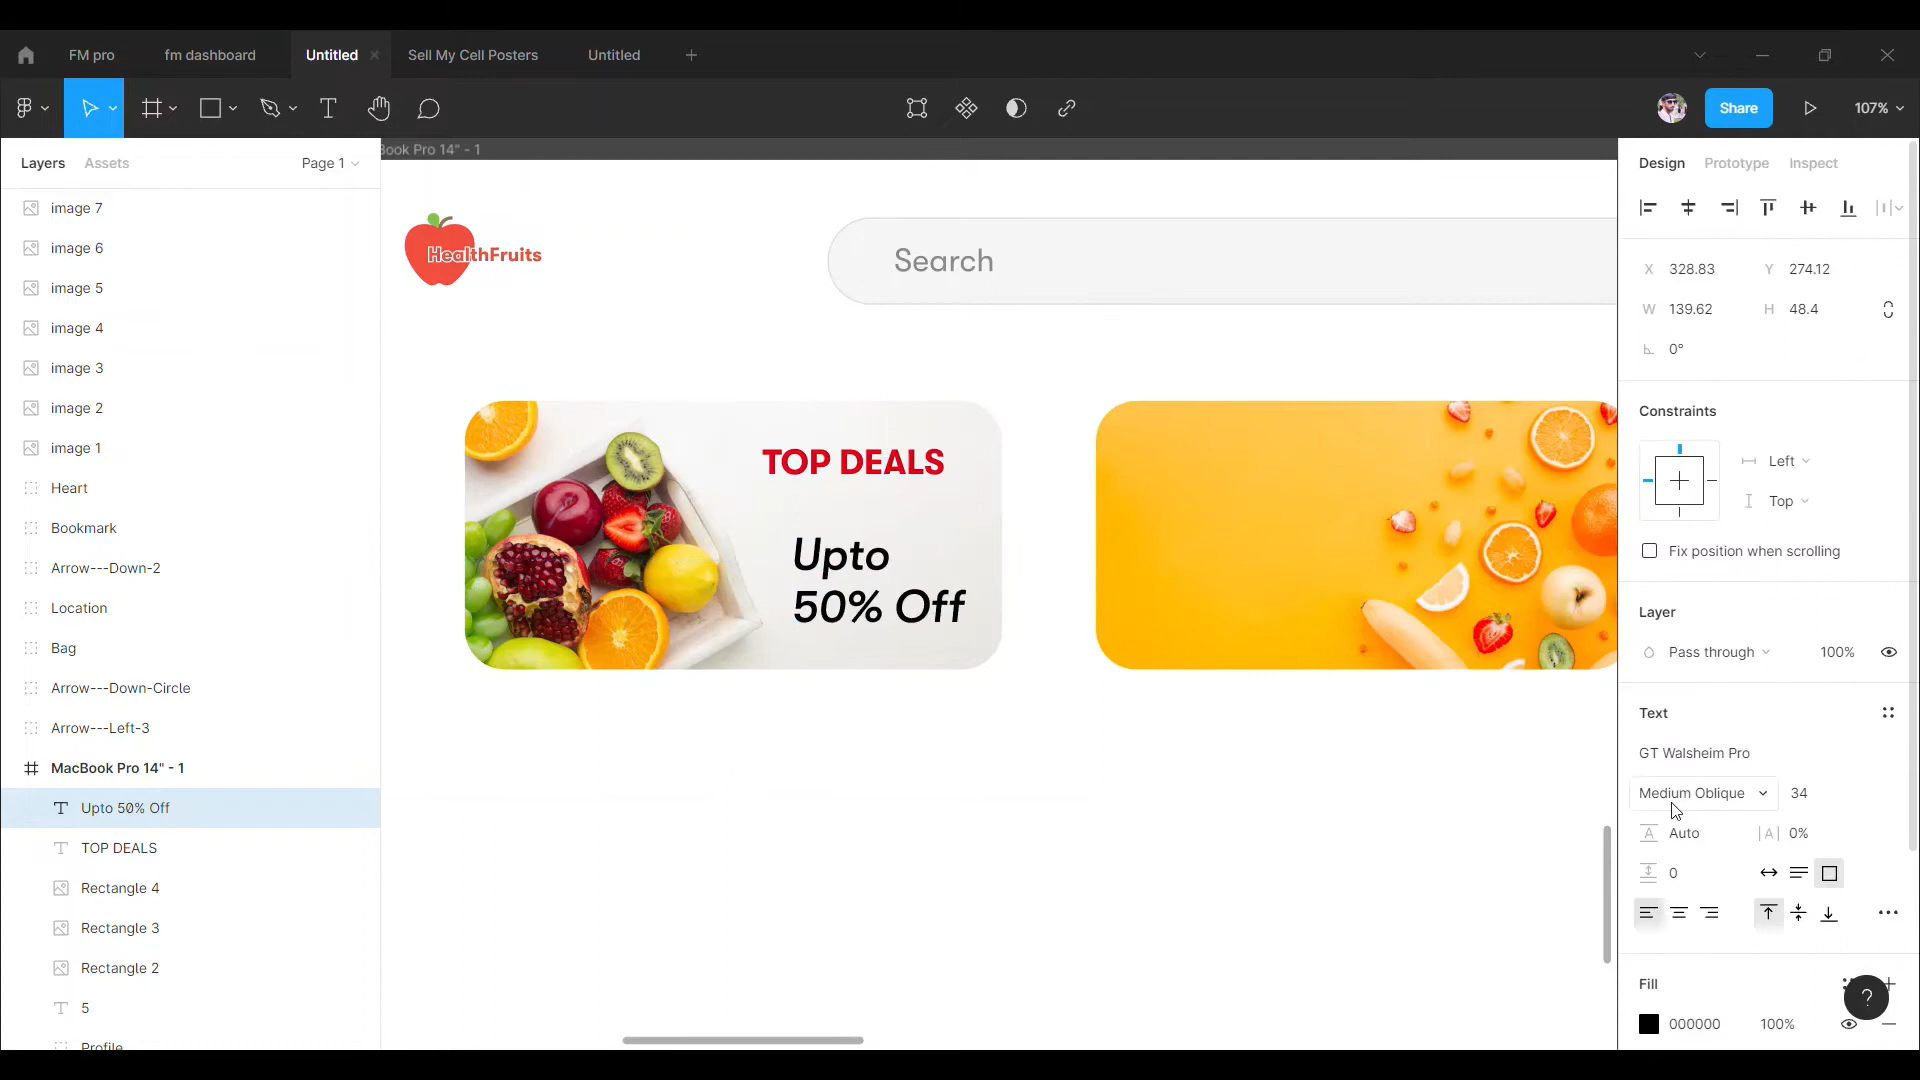 FM pro
fm dashboard
Untitled
Sell My Cell Posters
Untitled
Share
107%
Layers
Assets
Page 1
image 7
image 6
image 5
image 4
image 3
image 2
image 1
Heart
Bookmark
Arrow---Down-2
Location
Bag
Arrow---Down-Circle
Arrow---Left-3
MacBook Pro 14" - 1
Upto 50% Off
TOP DEALS
Rectangle 4
Rectangle 3
Rectangle 2
5
Profile
Book Pro 14" - 1
HealthFruits
Search
TOP DEALS
Upto
50% Off
Design
Prototype
Inspect
X 328.83 Y 274.12
W 139.62 H 48.4
0°
Constraints
Left
Top
Fix position when scrolling
Layer
Pass through 100%
Text
GT Walsheim Pro
Medium Oblique 34
A Auto |A| 0%
0
Fill
?
000000 100%